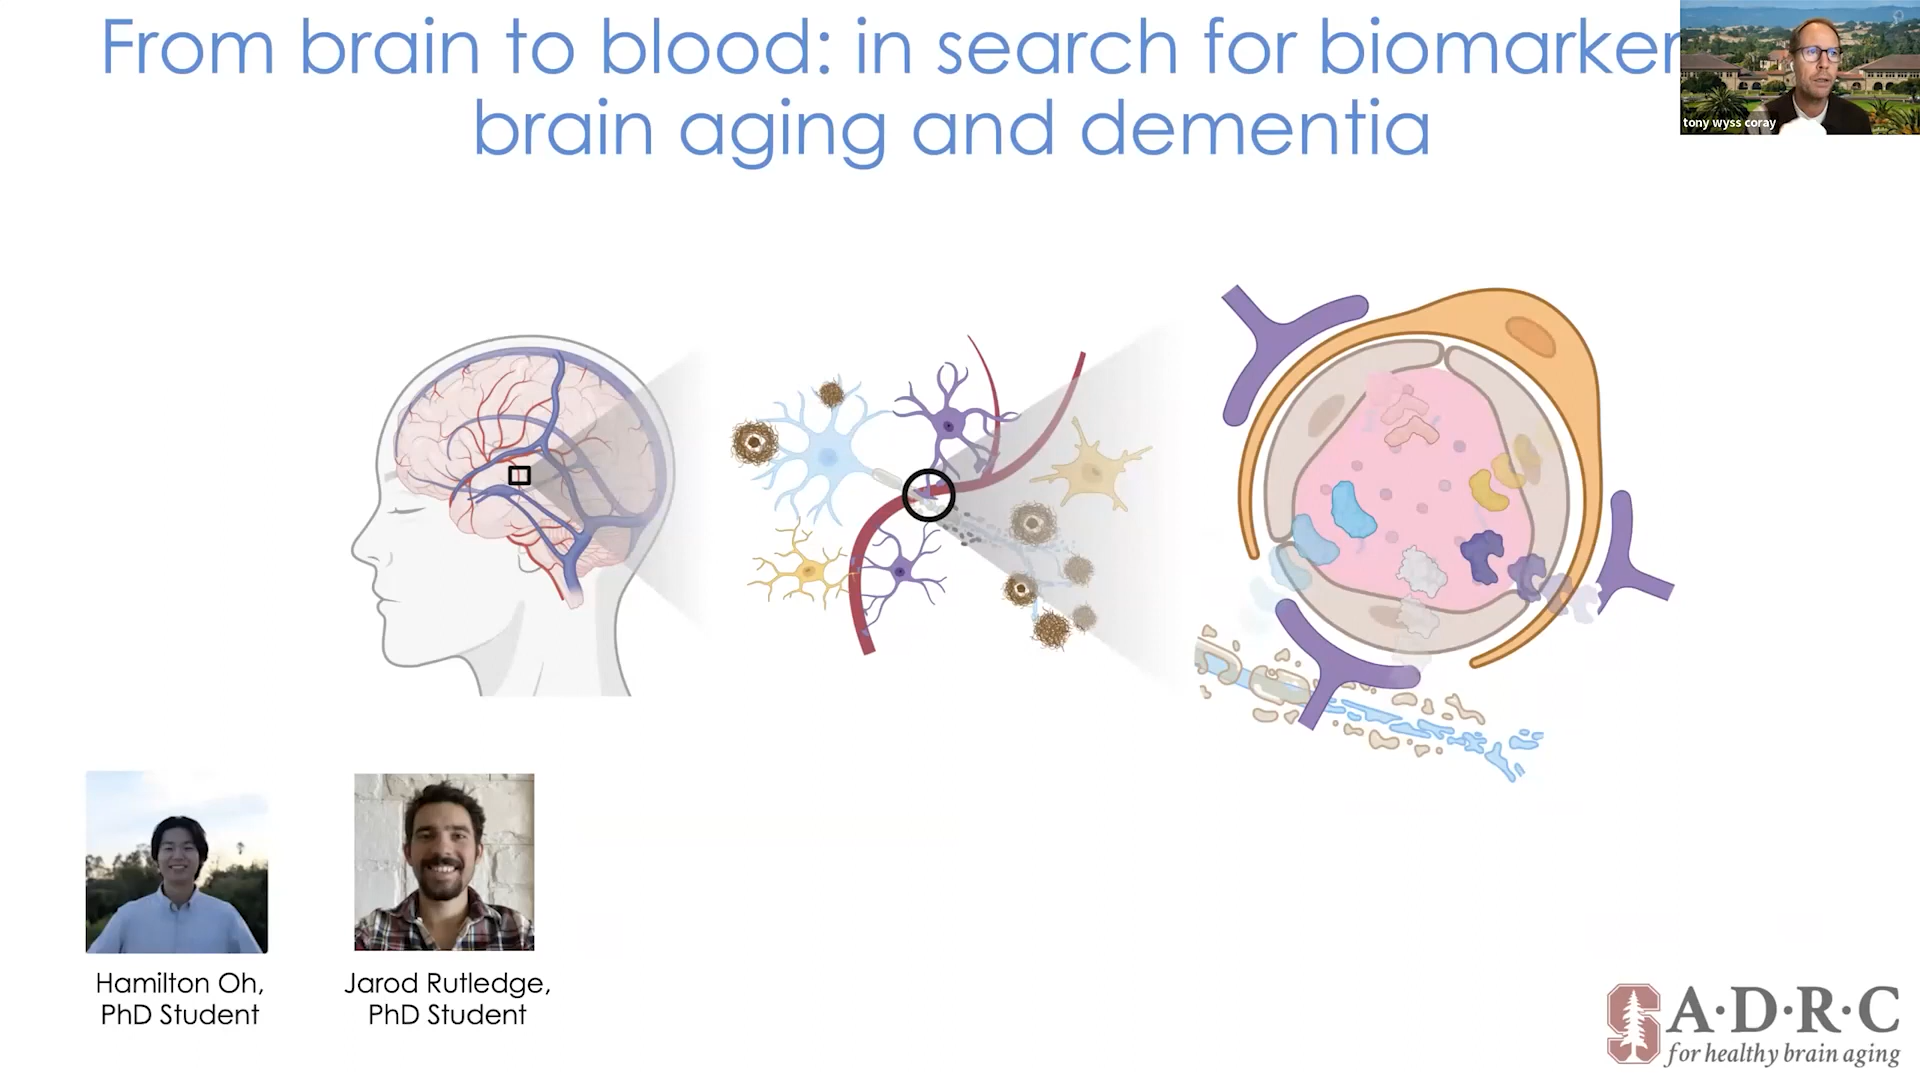 From brain to blood: in search for biomarker
brain aging and dementia
tony wyss coray
Hamilton Oh,
PhD Student
Jarod Rutledge,
PhD Student
A·D·R·C
for healthy brain aging